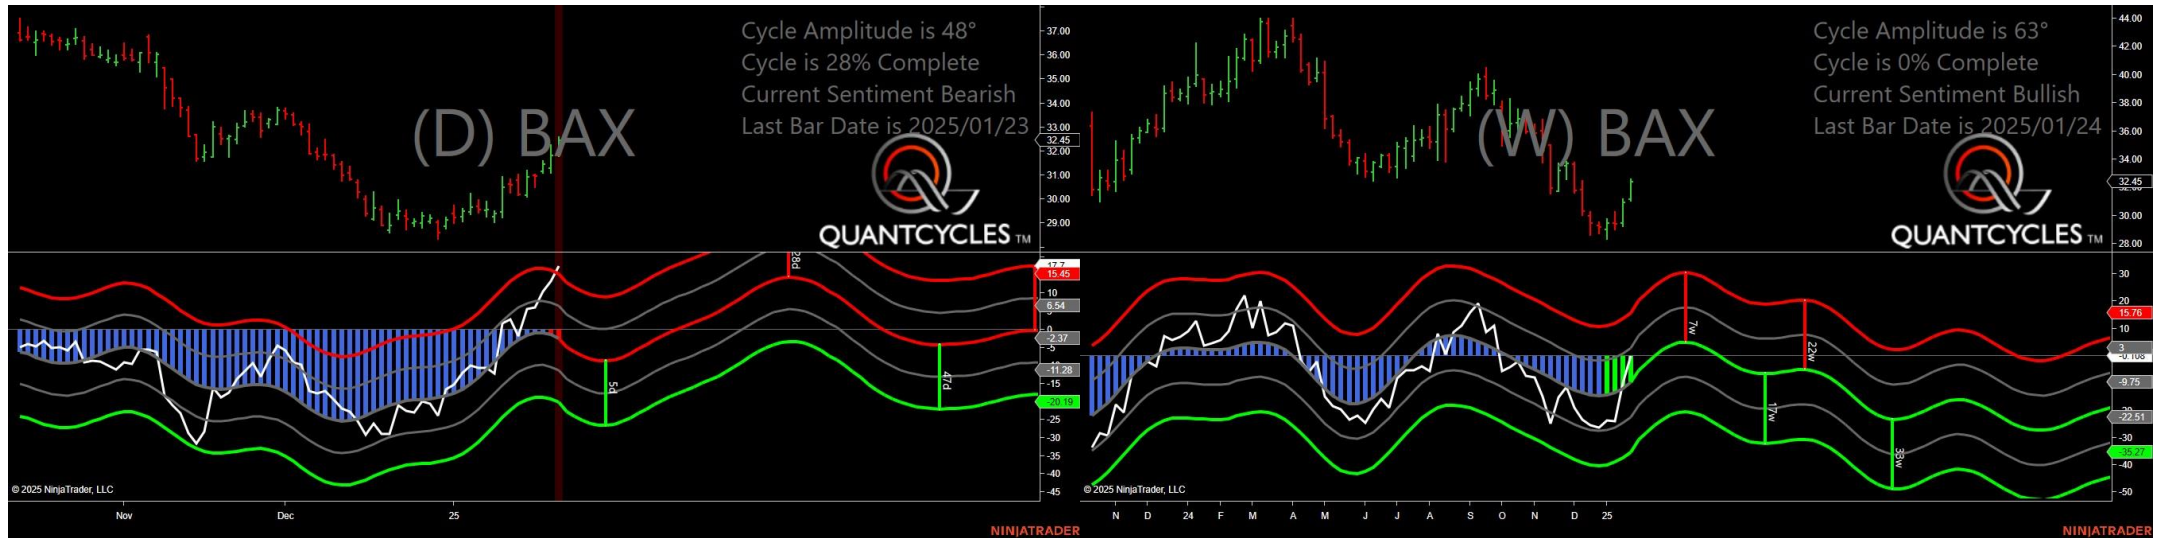 Cycle Amplitude is 48°
Cycle is 28% Complete
Current Sentiment Bearish
Last Bar Date is 2025/01/23
(D) BAX
QUANTCYCLES TM
37.00
36.00
35.00
34.00
33.00
32.45
32.00
31.00
30.00
29.00
28d
17.7
15.45
10
6.54
0
-2.37
-5
-11.28
-15
-20.19
-25
-30
-35
-40
-45
5d
47d
© 2025 NinjaTrader, LLC
Nov
Dec
25
NINJATRADER
Cycle Amplitude is 63°
Cycle is 0% Complete
Current Sentiment Bullish
Last Bar Date is 2025/01/24
(W) BAX
QUANTCYCLES TM
44.00
42.00
40.00
38.00
36.00
34.00
32.45
30.00
28.00
30
20
15.76
10
3
-0.108
-9.75
-22.51
-30
-35.27
-40
-50
7w
22w
17w
33w
© 2025 NinjaTrader, LLC
N D 24 F M A M J J A S O N D 25
NINJATRADER